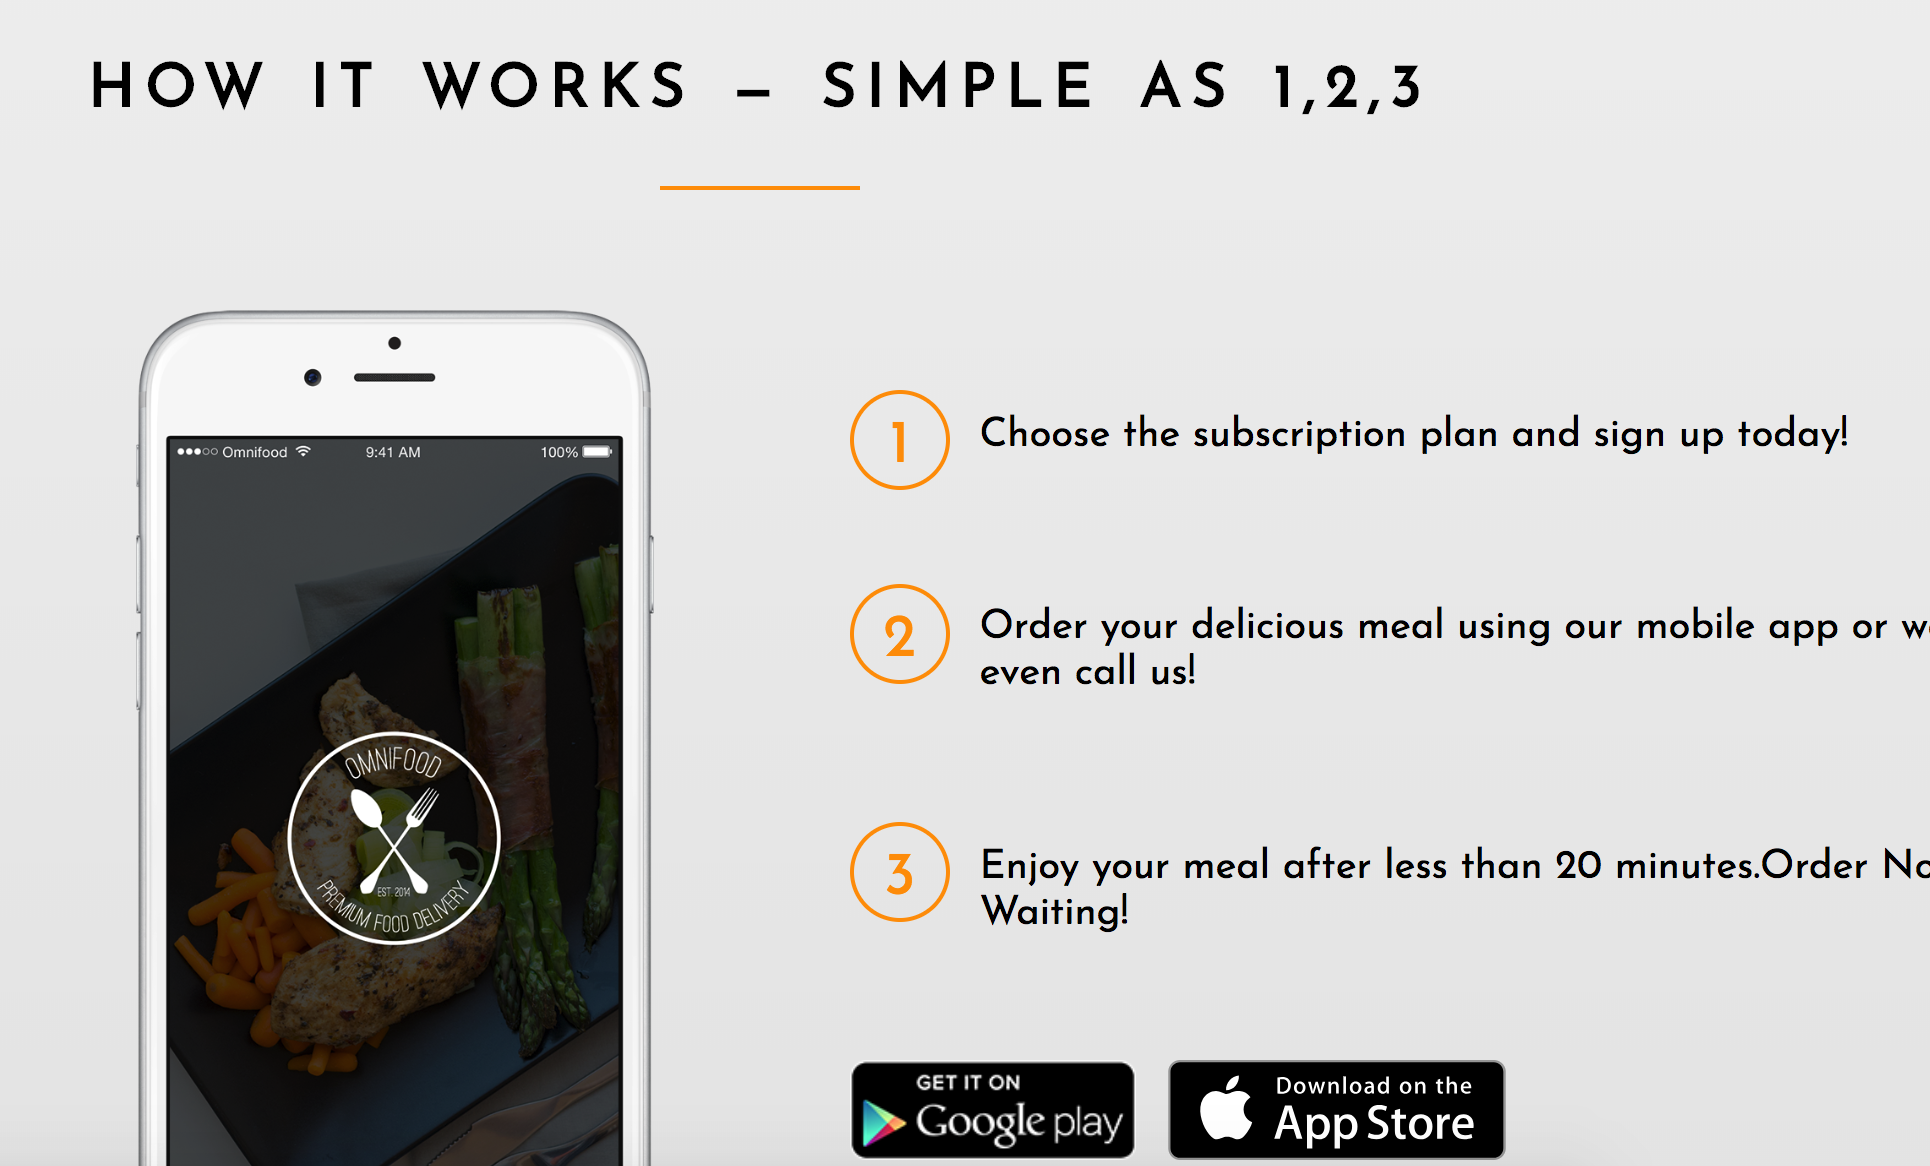 HOW IT WORKS – SIMPLE AS 1,2,3
Omnifood 9:41 AM 100%
OMNIFOOD
EST. 2014
PREMIUM FOOD DELIVERY
1 Choose the subscription plan and sign up today!
2 Order your delicious meal using our mobile app or
even call us!
3 Enjoy your meal after less than 20 minutes.Order
Waiting!
GET IT ON
Google play
Download on the
App Store